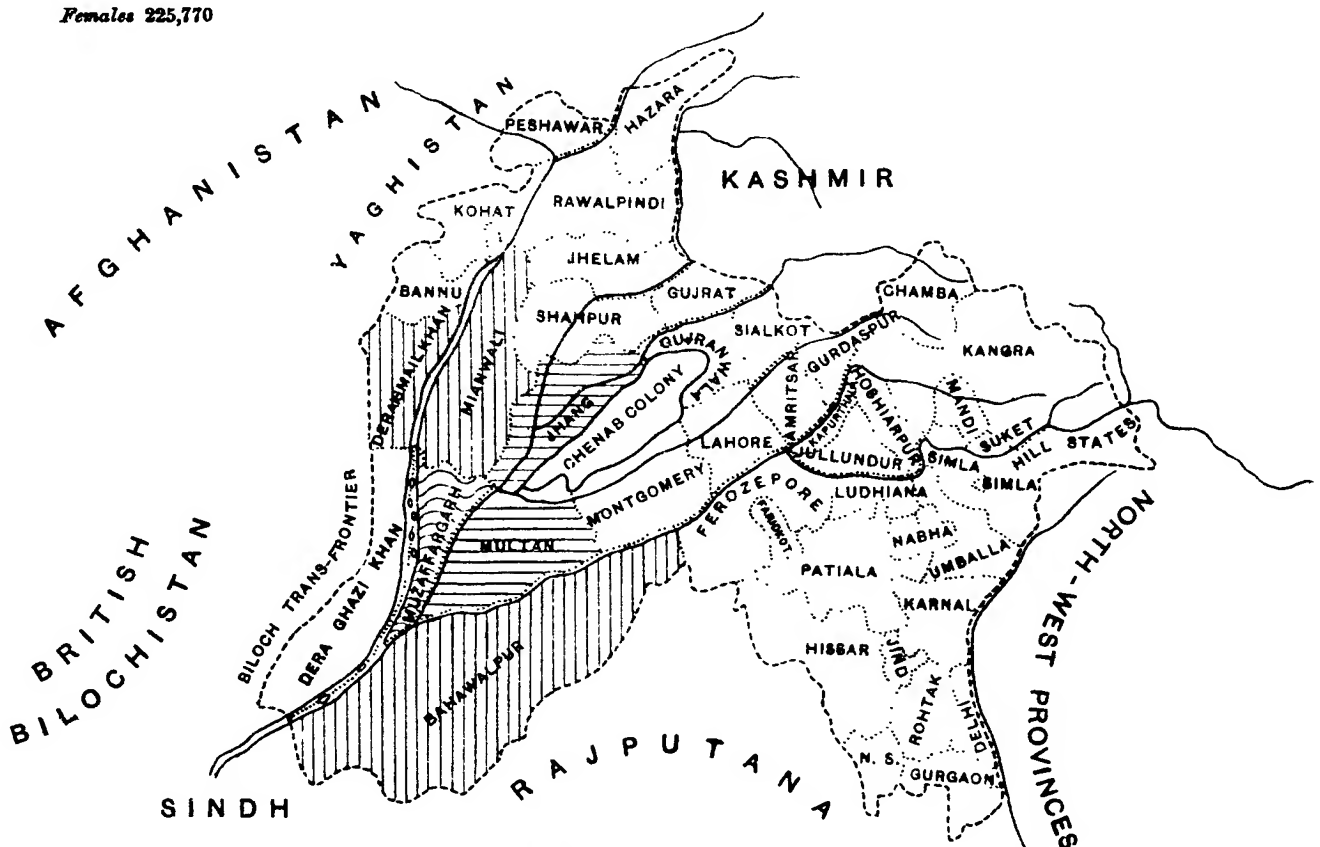 Females 225,770
AFGHANISTAN
YAGHISTAN
PESHAWAR
HAZARA
KASHMIR
KOHAT
RAWALPINDI
JHELAM
BANNU
GUJRAT
CHAMBA
SHAHPUR
SIALKOT
GUJRANWALA
GURDASPUR
KANGRA
DERAISMAILKHAN
MIANWALI
JHANG
CHENAB COLONY
AMRITSAR
KAPURTHALA
HOSHIARPUR
MANDI
SUKET
LAHORE
JULLUNDUR
SIMLA
HILL STATES
SIMLA
MONTGOMERY
FEROZEPORE
LUDHIANA
FARIDKOT
NABHA
UMBALLA
PATIALA
KARNAL
BILOCH TRANS-FRONTIER
DERA GHAZI KHAN
MUZAFFARGARH
MULTAN
BRITISH
BILOCHISTAN
BAHAWALPUR
HISSAR
JIND
ROHTAK
DELHI
N. S.
GURGAON
NORTH-WEST PROVINCES
RAJPUTANA
SINDH